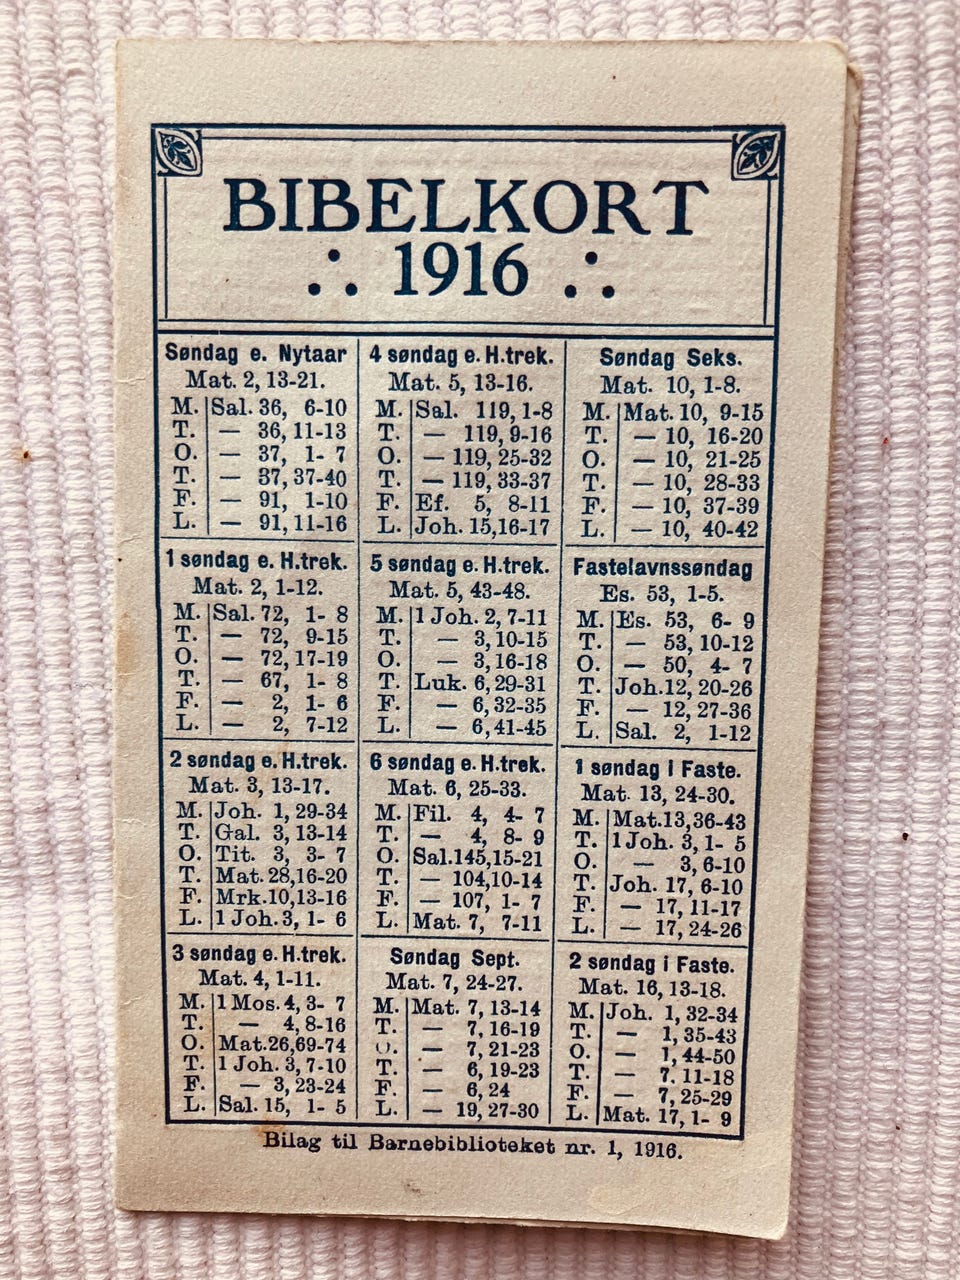 BIBELKORT
∴ 1916 ∴
Søndag e. Nytaar
Mat. 2, 13-21.
M. Sal. 36, 6-10
T. — 36, 11-13
O. — 37, 1- 7
T. — 37, 37-40
F. — 91, 1-10
L. — 91, 11-16
1 søndag e. H.trek.
Mat. 2, 1-12.
M. Sal. 72, 1- 8
T. — 72, 9-15
O. — 72, 17-19
T. — 67, 1- 8
F. — 2, 1- 6
L. — 2, 7-12
2 søndag e. H.trek.
Mat. 3, 13-17.
M. Joh. 1, 29-34
T. Gal. 3, 13-14
O. Tit. 3, 3- 7
T. Mat. 28,16-20
F. Mrk.10,13-16
L. 1 Joh. 3, 1- 6
3 søndag e. H.trek.
Mat. 4, 1-11.
M. 1 Mos. 4, 3- 7
T. — 4, 8-16
O. Mat.26,69-74
T. 1 Joh. 3, 7-10
F. — 3, 23-24
L. Sal. 15, 1- 5
4 søndag e. H.trek.
Mat. 5, 13-16.
M. Sal. 119, 1-8
T. — 119, 9-16
O. — 119, 25-32
T. — 119, 33-37
F. Ef. 5, 8-11
L. Joh. 15,16-17
5 søndag e. H.trek.
Mat. 5, 43-48.
M. 1 Joh. 2, 7-11
T. — 3, 10-15
O. — 3, 16-18
T. Luk. 6, 29-31
F. — 6, 32-35
L. — 6, 41-45
6 søndag e. H.trek.
Mat. 6, 25-33.
M. Fil. 4, 4- 7
T. — 4, 8- 9
O. Sal.145,15-21
T. — 104,10-14
F. — 107, 1- 7
L. Mat. 7, 7-11
Søndag Sept.
Mat. 7, 24-27.
M. Mat. 7, 13-14
T. — 7, 16-19
O. — 7, 21-23
T. — 6, 19-23
F. — 6, 24
L. — 19, 27-30
Søndag Seks.
Mat. 10, 1-8.
M. Mat. 10, 9-15
T. — 10, 16-20
O. — 10, 21-25
T. — 10, 28-33
F. — 10, 37-39
L. — 10, 40-42
Fastelavnssøndag
Es. 53, 1-5.
M. Es. 53, 6- 9
T. — 53, 10-12
O. — 50, 4- 7
T. Joh.12, 20-26
F. — 12, 27-36
L. Sal. 2, 1-12
1 søndag i Faste.
Mat. 13, 24-30.
M. Mat.13,36-43
T. 1 Joh. 3, 1- 5
O. — 3, 6-10
T. Joh. 17, 6-10
F. — 17, 11-17
L. — 17, 24-26
2 søndag i Faste.
Mat. 16, 13-18.
M. Joh. 1, 32-34
T. — 1, 35-43
O. — 1, 44-50
T. — 7. 11-18
F. — 7, 25-29
L. Mat. 17, 1- 9
Bilag til Barnebiblioteket nr. 1, 1916.